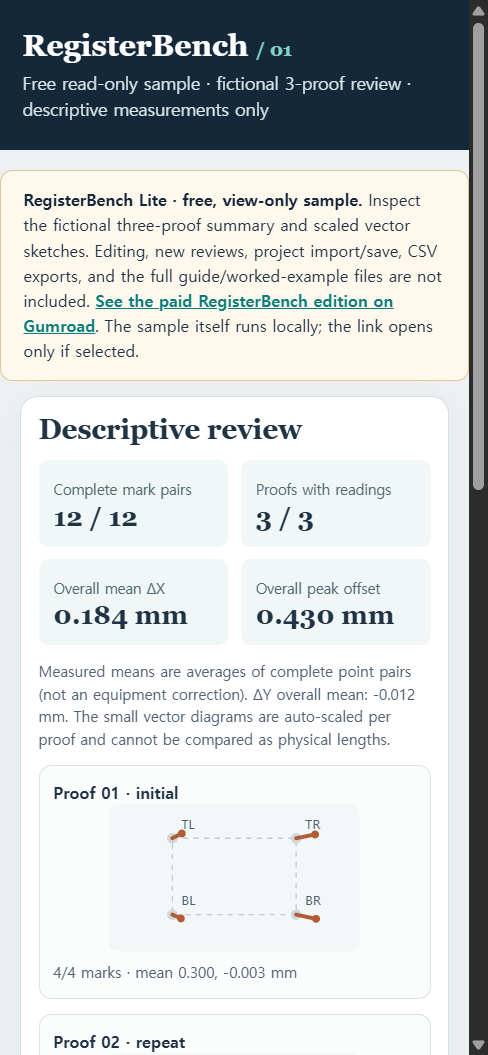 RegisterBench / 01
Free read-only sample · fictional 3-proof review ·
descriptive measurements only
RegisterBench Lite · free, view-only sample. Inspect
the fictional three-proof summary and scaled vector
sketches. Editing, new reviews, project import/save, CSV
exports, and the full guide/worked-example files are not
included. See the paid RegisterBench edition on
Gumroad. The sample itself runs locally; the link opens
only if selected.
Descriptive review
Complete mark pairs
12 / 12
Proofs with readings
3 / 3
Overall mean ΔX
0.184 mm
Overall peak offset
0.430 mm
Measured means are averages of complete point pairs
(not an equipment correction). ΔY overall mean: -0.012
mm. The small vector diagrams are auto-scaled per
proof and cannot be compared as physical lengths.
Proof 01 · initial
TL TR
BL BR
4/4 marks · mean 0.300, -0.003 mm
Proof 02 · repeat